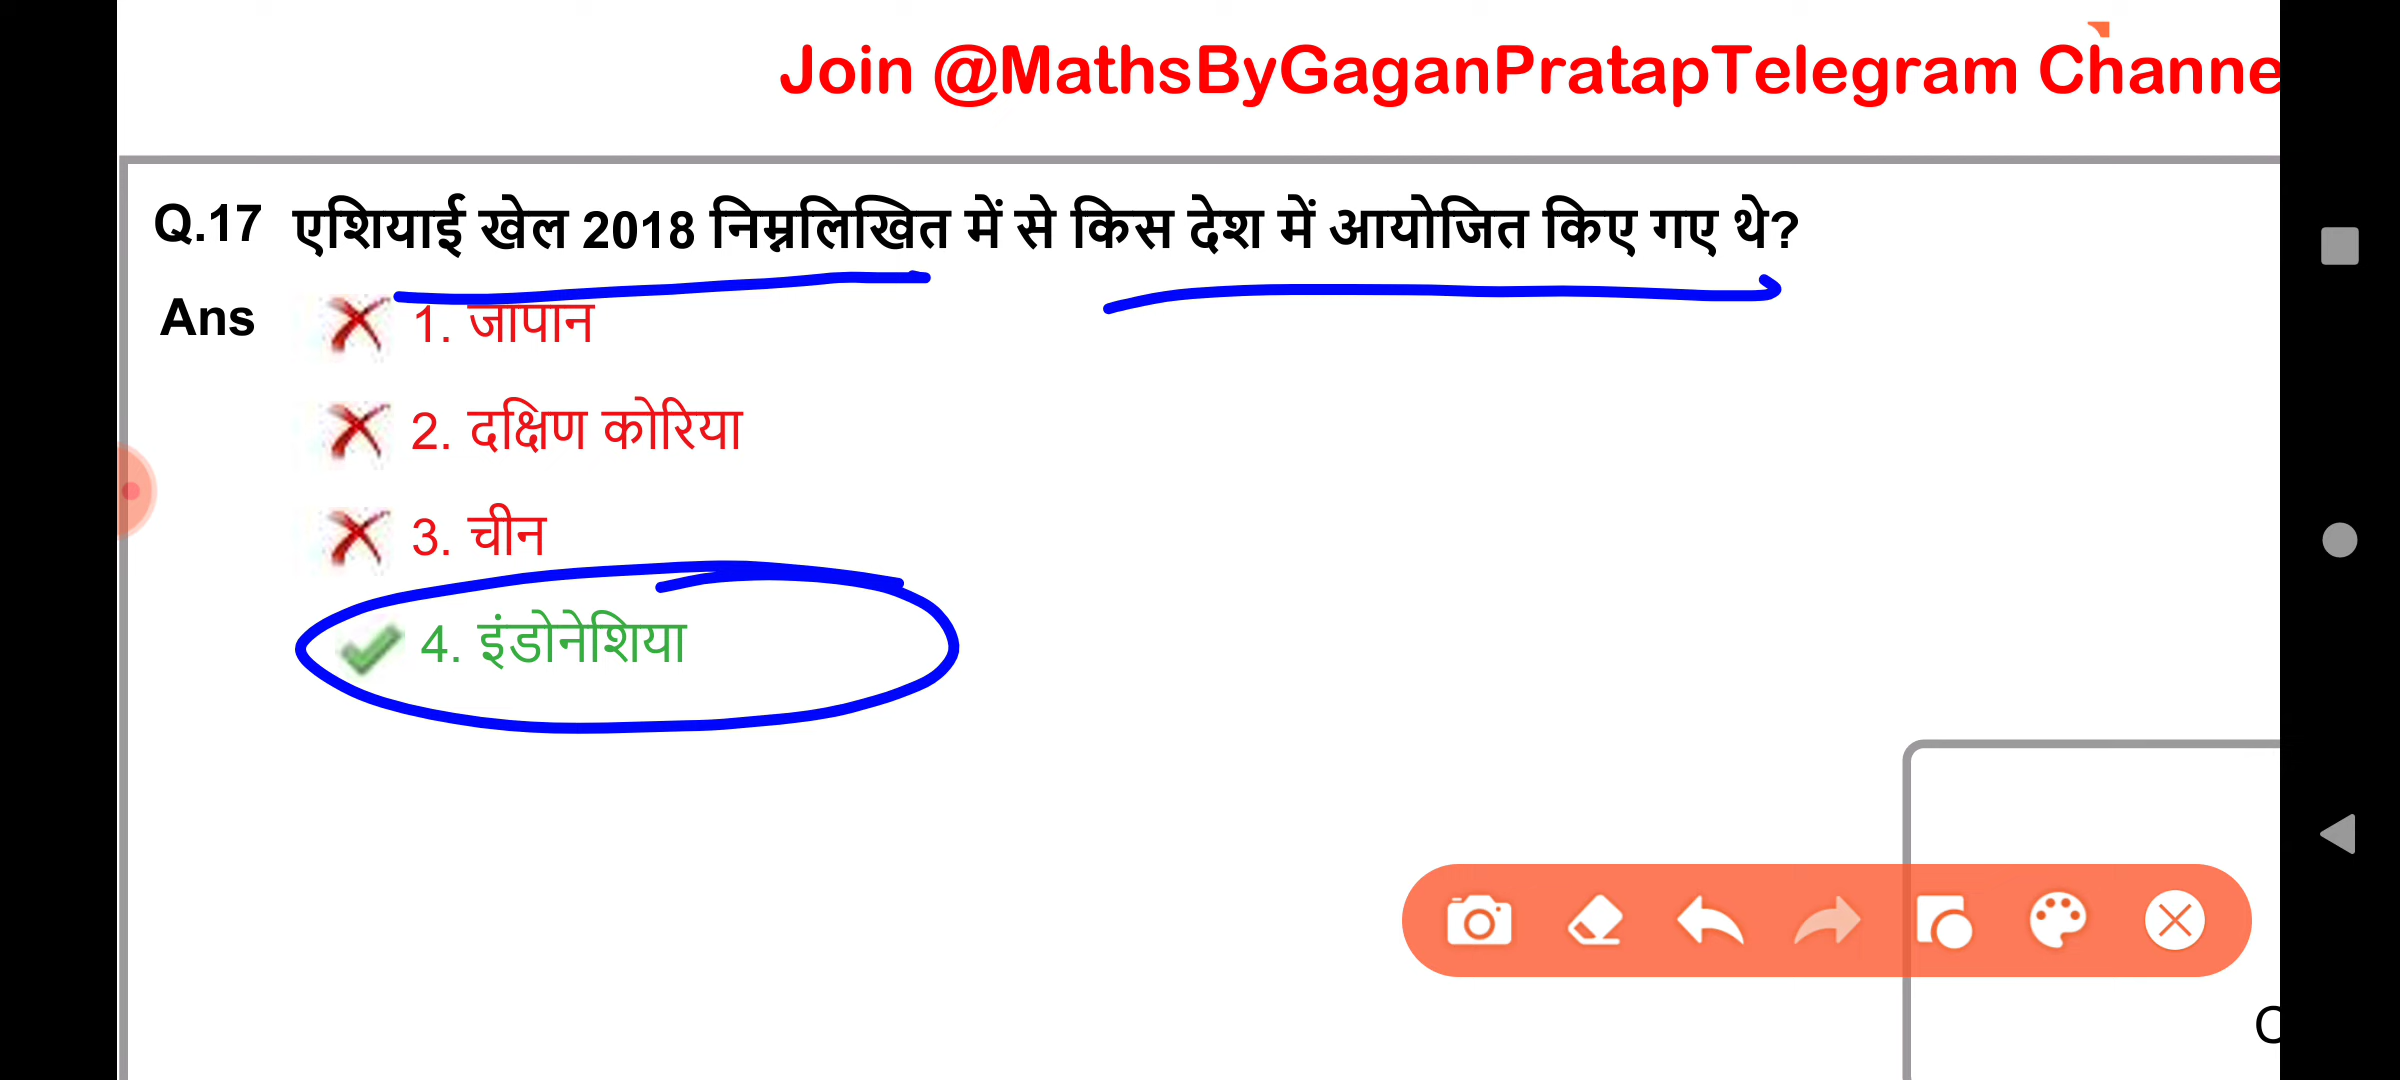 Join @MathsByGaganPratapTelegram Channe
Q.17 एशियाई खेल 2018 निम्नलिखित में से किस देश में आयोजित किए गए थे?
Ans 1. जापान
2. दक्षिण कोरिया
3. चीन
4. इंडोनेशिया